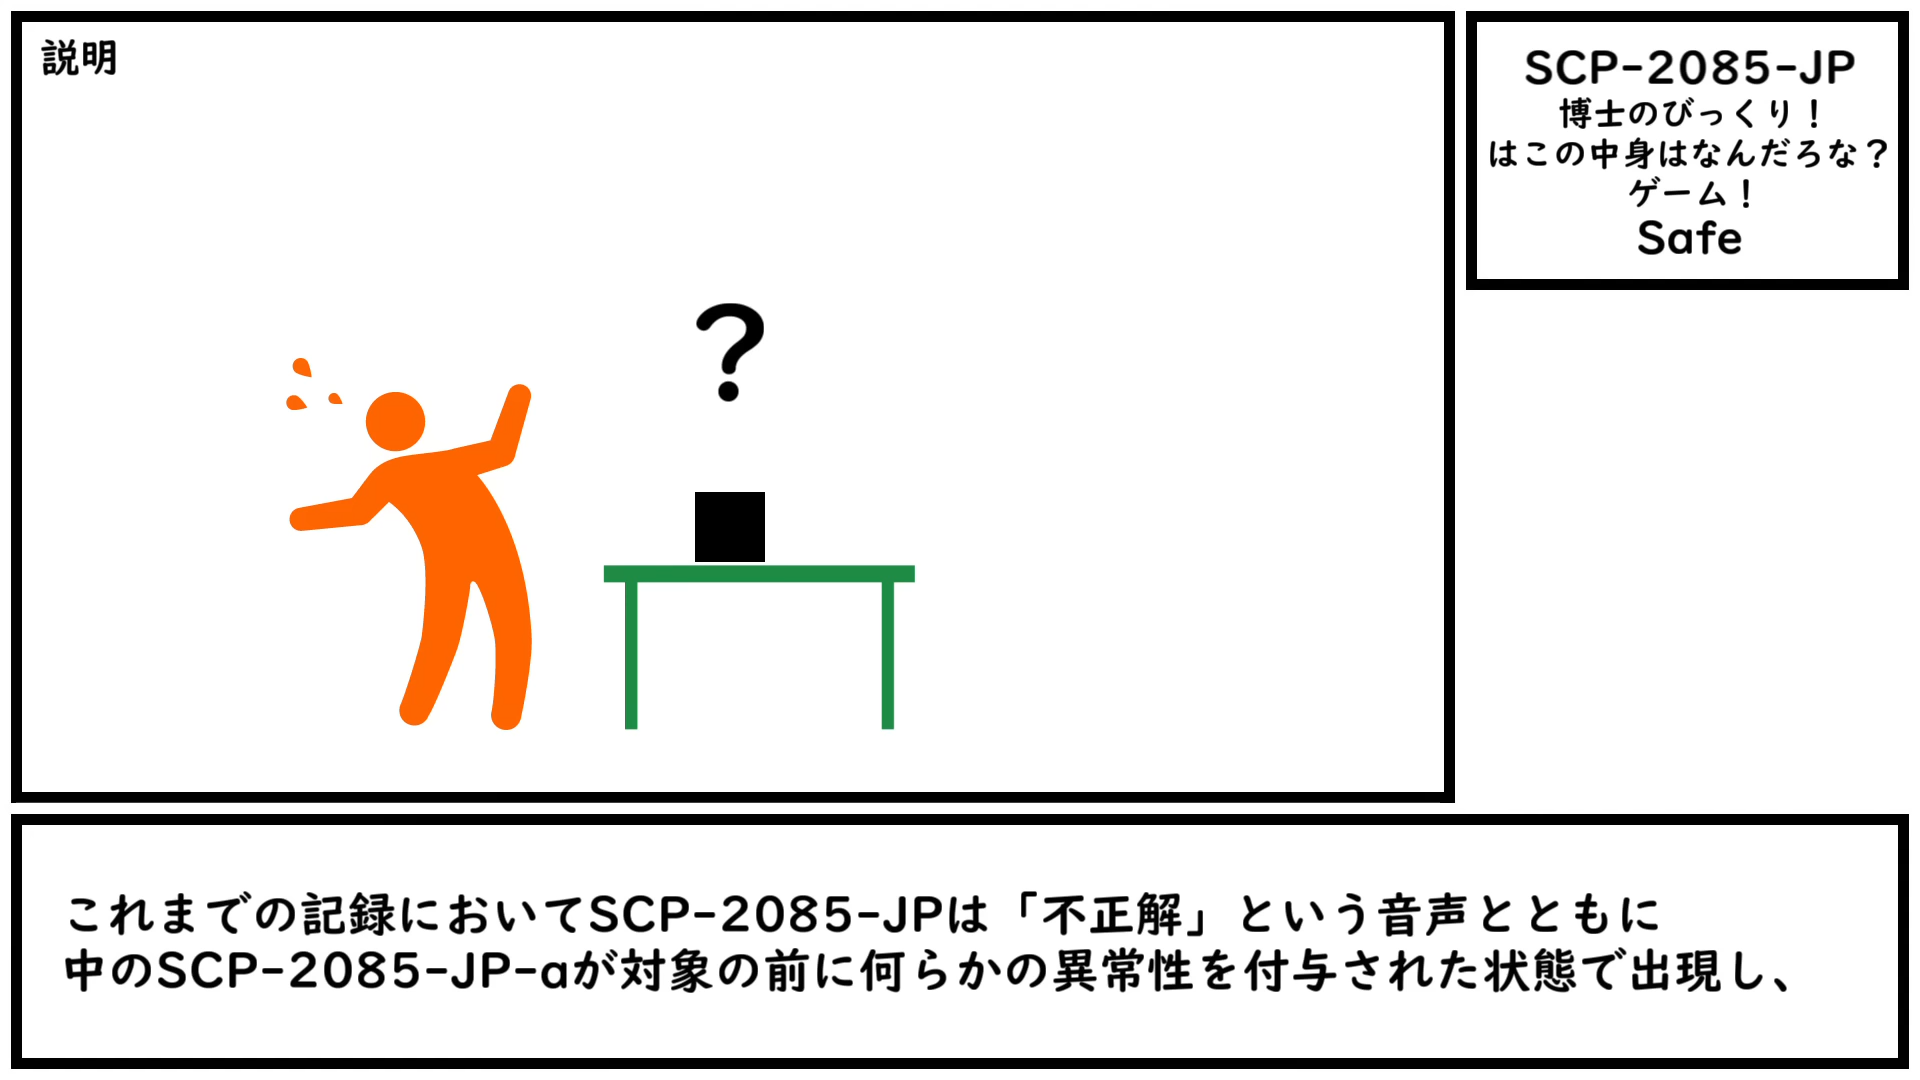 説明
SCP-2085-JP
博士のびっくり！
はこの中身はなんだろな？
ゲーム！
Safe
？
これまでの記録においてSCP-2085-JPは「不正解」という音声とともに
中のSCP-2085-JP-aが対象の前に何らかの異常性を付与された状態で出現し、